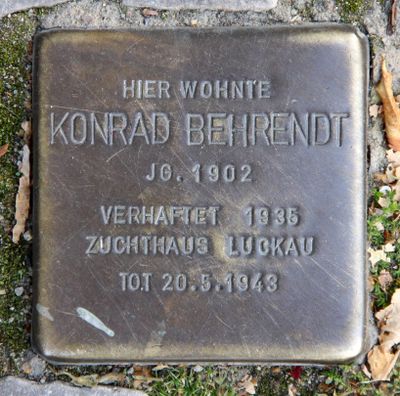 HIER WOHNTE
KONRAD BEHRENDT
JG. 1902
VERHAFTET 1935
ZUCHTHAUS LUCKAU
TOT 20.5.1943